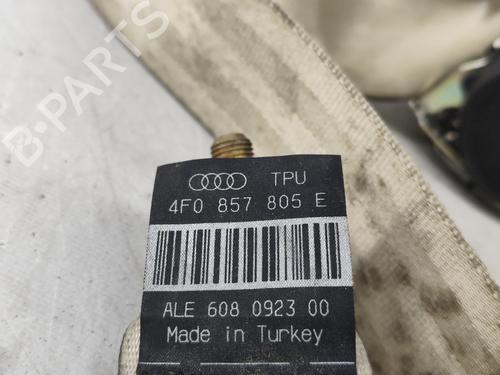 B-PARTS
TPU
4F0 857 805 E
ALE 608 0923 00
Made in Turkey